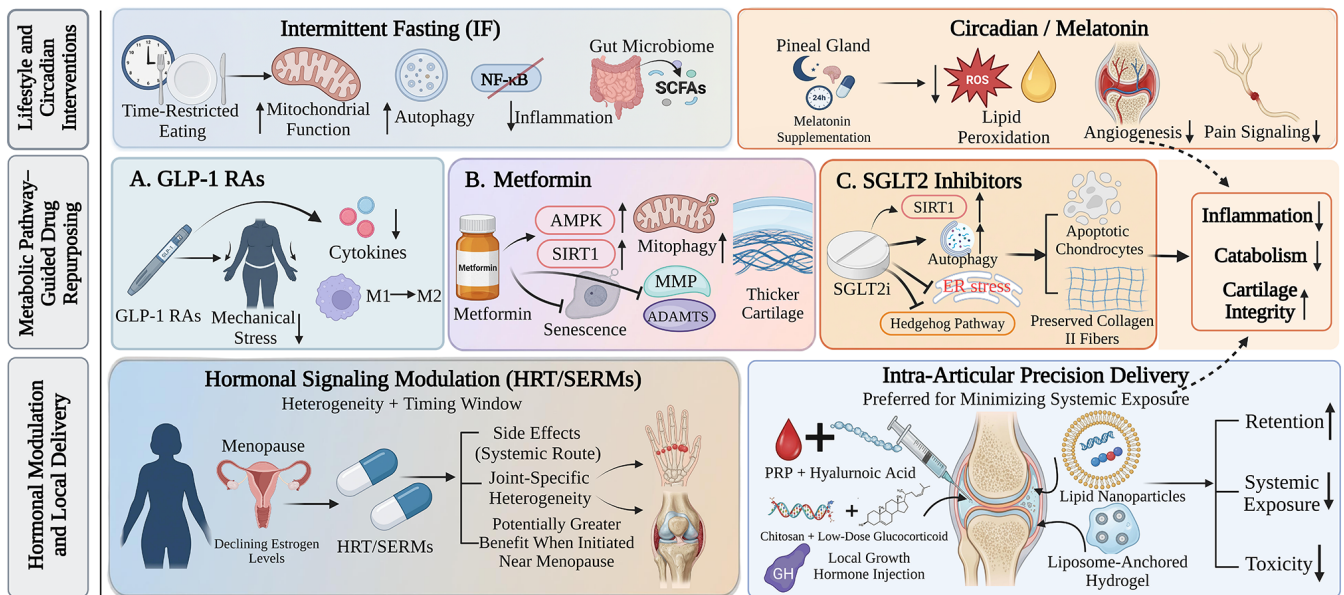 Lifestyle and
Circadian
Interventions
Intermittent Fasting (IF)
Time-Restricted
Eating
Mitochondrial
Function
Autophagy
NF-κB
Inflammation
Gut Microbiome
SCFAs
Circadian / Melatonin
Pineal Gland
24h
Melatonin
Supplementation
ROS
Lipid
Peroxidation
Angiogenesis
Pain Signaling
Metabolic Pathway–
Guided Drug
Repurposing
A. GLP-1 RAs
GLP-1
GLP-1 RAs
Mechanical
Stress
Cytokines
M1 → M2
B. Metformin
Metformin
Metformin
AMPK
SIRT1
Mitophagy
Senescence
MMP
ADAMTS
Thicker
Cartilage
C. SGLT2 Inhibitors
SGLT2i
SIRT1
Autophagy
ER stress
Hedgehog Pathway
Apoptotic
Chondrocytes
Preserved Collagen
II Fibers
Inflammation
Catabolism
Cartilage
Integrity
Hormonal Modulation
and Local Delivery
Hormonal Signaling Modulation (HRT/SERMs)
Heterogeneity + Timing Window
Menopause
Declining Estrogen
Levels
HRT/SERMs
Side Effects
(Systemic Route)
Joint-Specific
Heterogeneity
Potentially Greater
Benefit When Initiated
Near Menopause
Intra-Articular Precision Delivery
Preferred for Minimizing Systemic Exposure
PRP + Hyalurnoic Acid
Chitosan + Low-Dose Glucocorticoid
GH
Local Growth
Hormone Injection
Lipid Nanoparticles
Liposome-Anchored
Hydrogel
Retention
Systemic
Exposure
Toxicity